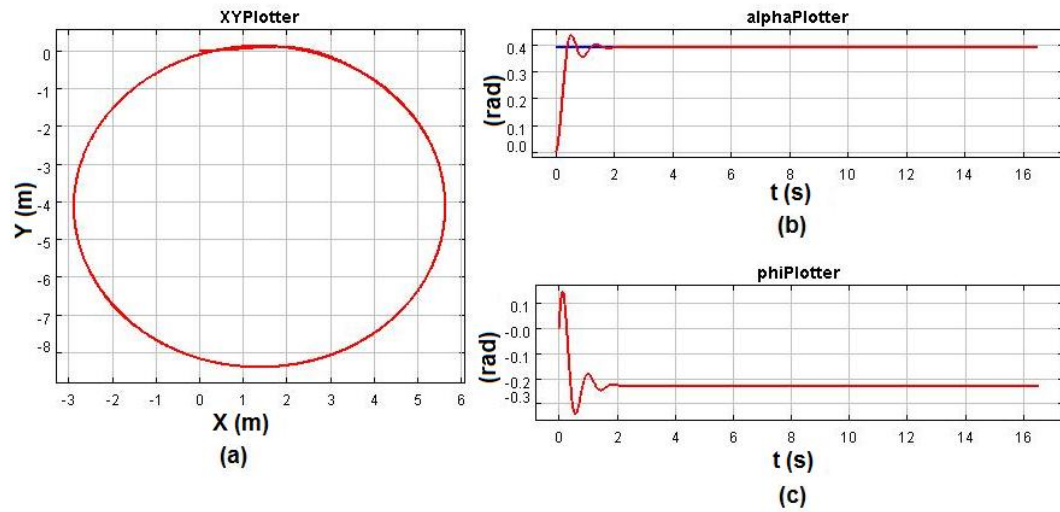 XYPlotter
0
-1
-2
-3
-4
-5
-6
-7
-8
Y (m)
-3 -2 -1 0 1 2 3 4 5 6
X (m)
(a)
alphaPlotter
0.4
0.3
0.2
0.1
0.0
(rad)
0 2 4 6 8 10 12 14 16
t (s)
(b)
phiPlotter
0.1
-0.0
-0.1
-0.2
-0.3
(rad)
0 2 4 6 8 10 12 14 16
t (s)
(c)